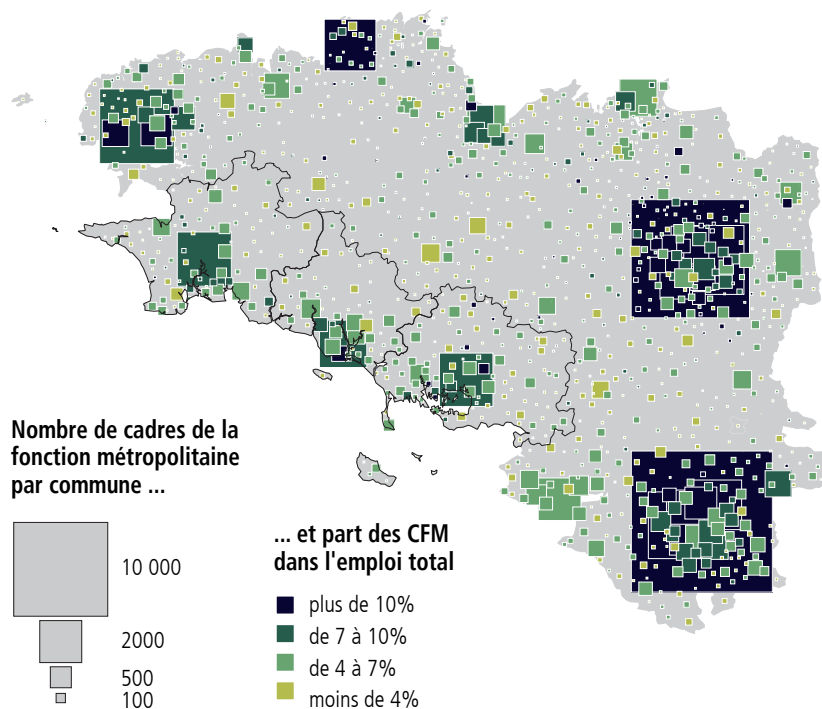 Nombre de cadres de la
fonction métropolitaine
par commune ...
10 000
2000
500
100
... et part des CFM
dans l'emploi total
plus de 10%
de 7 à 10%
de 4 à 7%
moins de 4%